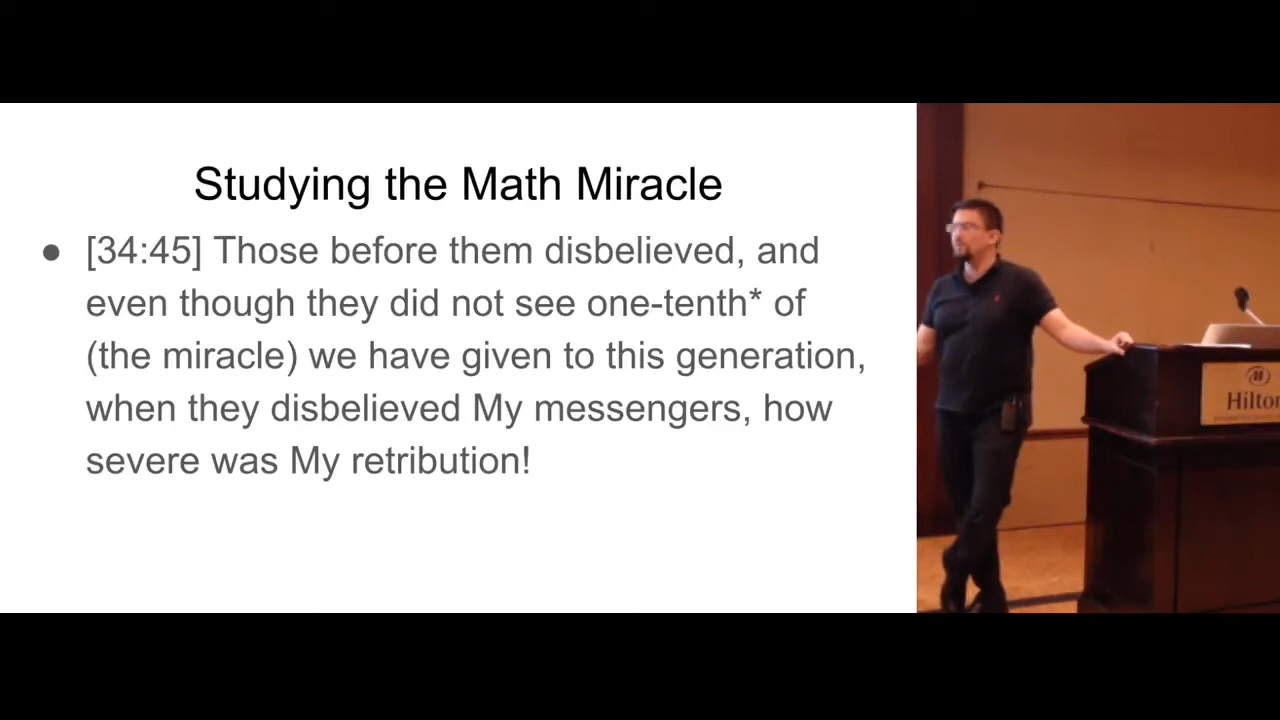 Studying the Math Miracle
● [34:45] Those before them disbelieved, and
even though they did not see one-tenth* of
(the miracle) we have given to this generation,
when they disbelieved My messengers, how
severe was My retribution!
Hilton